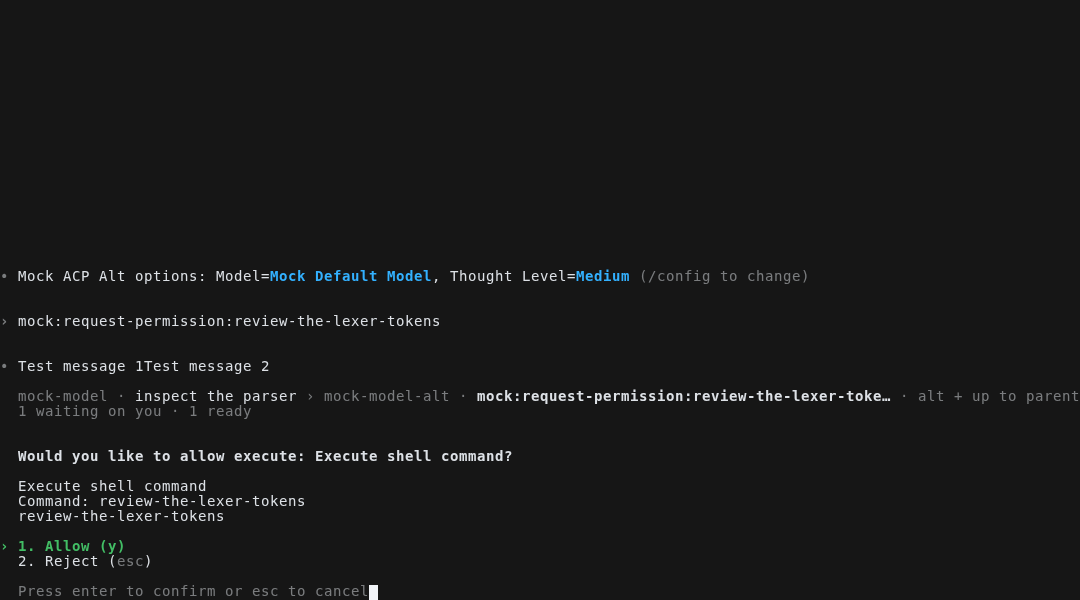 • Mock ACP Alt options: Model=Mock Default Model, Thought Level=Medium (/config to change)
› mock:request-permission:review-the-lexer-tokens
• Test message 1Test message 2
mock-model · inspect the parser › mock-model-alt · mock:request-permission:review-the-lexer-toke… · alt + up to parent
1 waiting on you · 1 ready
Would you like to allow execute: Execute shell command?
Execute shell command
Command: review-the-lexer-tokens
review-the-lexer-tokens
› 1. Allow (y)
2. Reject (esc)
Press enter to confirm or esc to cancel